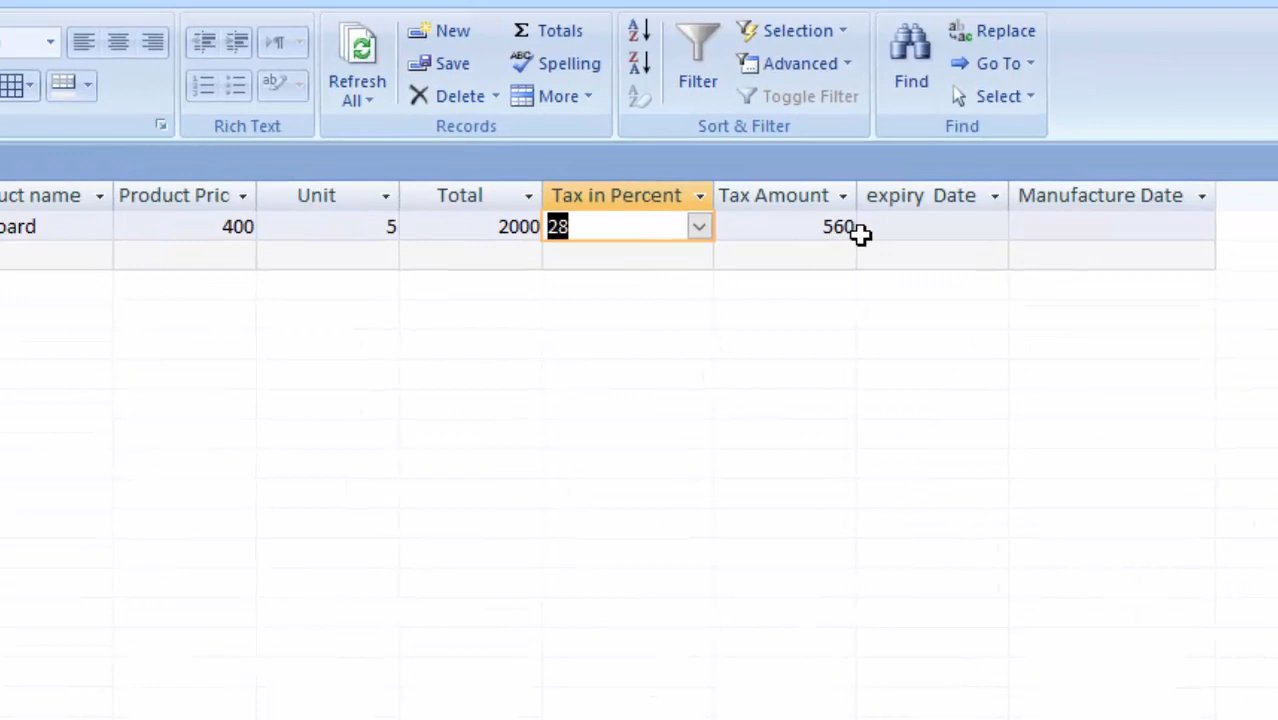 New Totals Selection Replace
Refresh All Save Spelling Filter Advanced Find Go To
Delete More Toggle Filter Select
Rich Text Records Sort & Filter Find
name Product Pric Unit Total Tax in Percent Tax Amount expiry Date Manufacture Date
400 5 2000 28 560